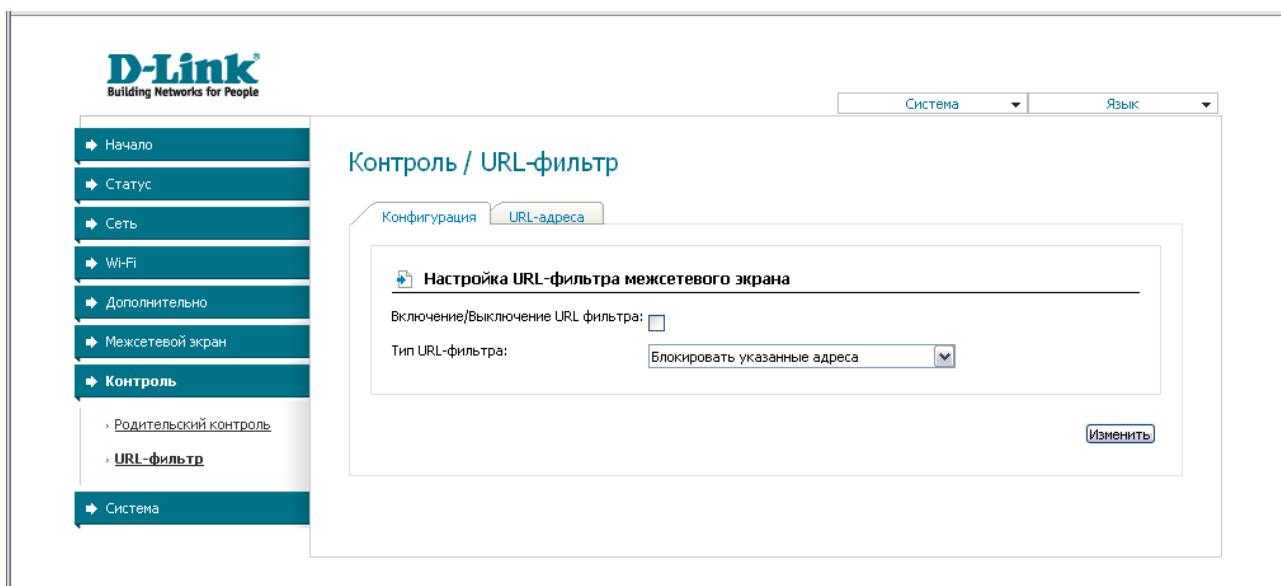 D-Link
Building Networks for People
Система
Язык
Начало
Статус
Сеть
Wi-Fi
Дополнительно
Межсетевой экран
Контроль
Родительский контроль
URL-фильтр
Система
Контроль / URL-фильтр
Конфигурация
URL-адреса
Настройка URL-фильтра межсетевого экрана
Включение/Выключение URL фильтра:
Тип URL-фильтра:
Блокировать указанные адреса
Изменить